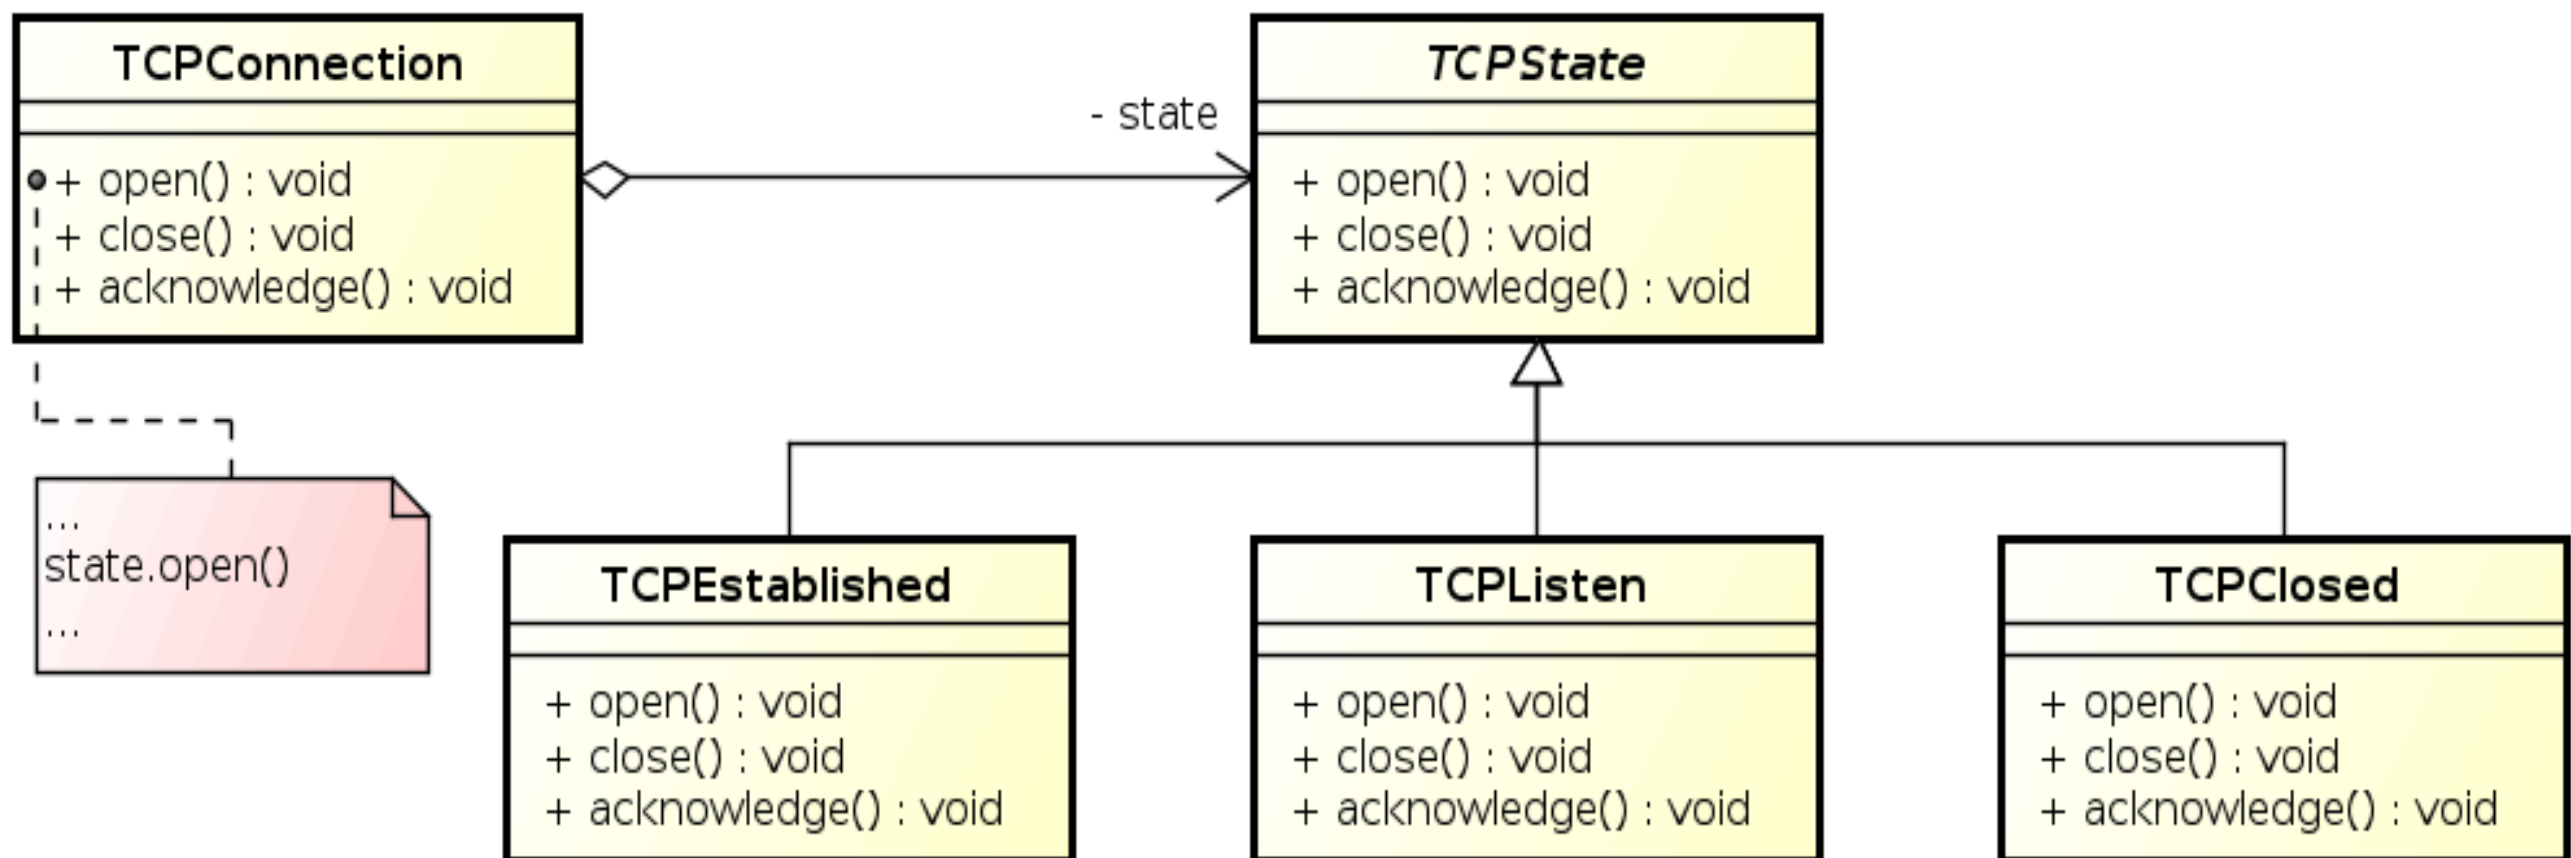 TCPConnection
+ open() : void
+ close() : void
+ acknowledge() : void
- state
TCPState
+ open() : void
+ close() : void
+ acknowledge() : void
...
state.open()
...
TCPEstablished
+ open() : void
+ close() : void
+ acknowledge() : void
TCPListen
+ open() : void
+ close() : void
+ acknowledge() : void
TCPClosed
+ open() : void
+ close() : void
+ acknowledge() : void